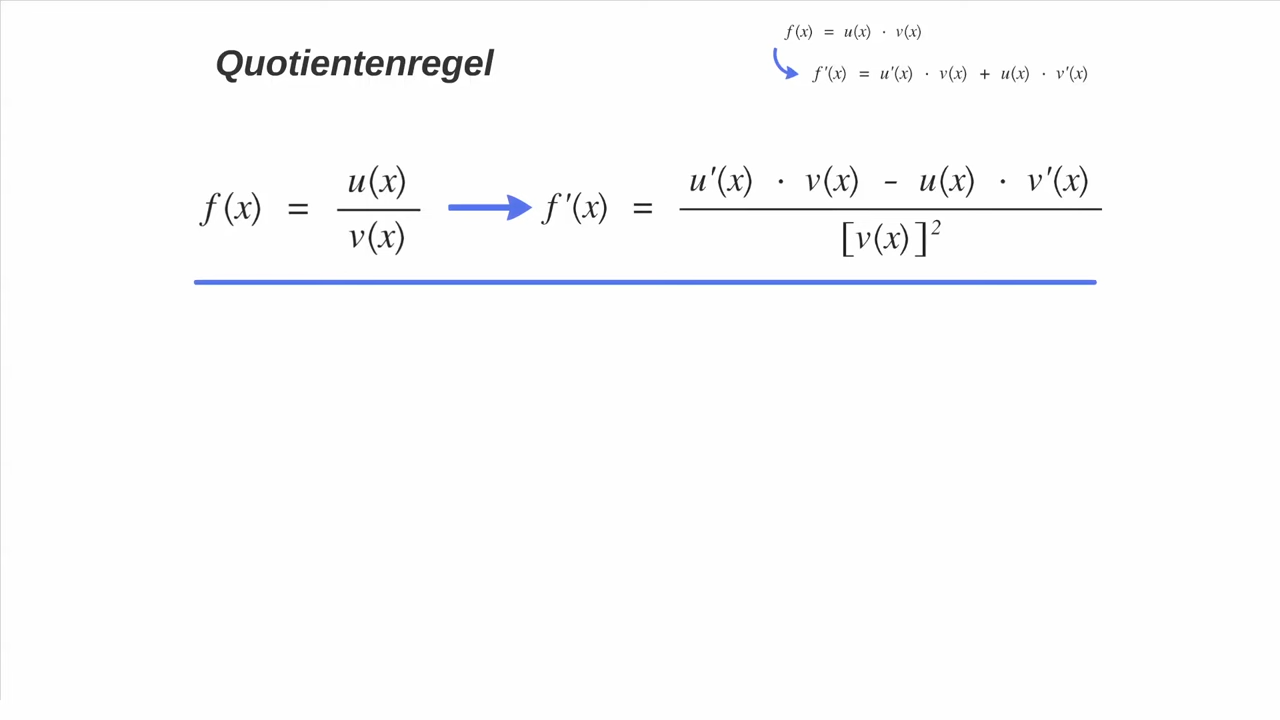 Quotientenregel
f(x) = u(x) · v(x)
f'(x) = u'(x) · v(x) + u(x) · v'(x)
f(x) = u(x) / v(x) → f'(x) = u'(x) · v(x) - u(x) · v'(x) / [v(x)]²